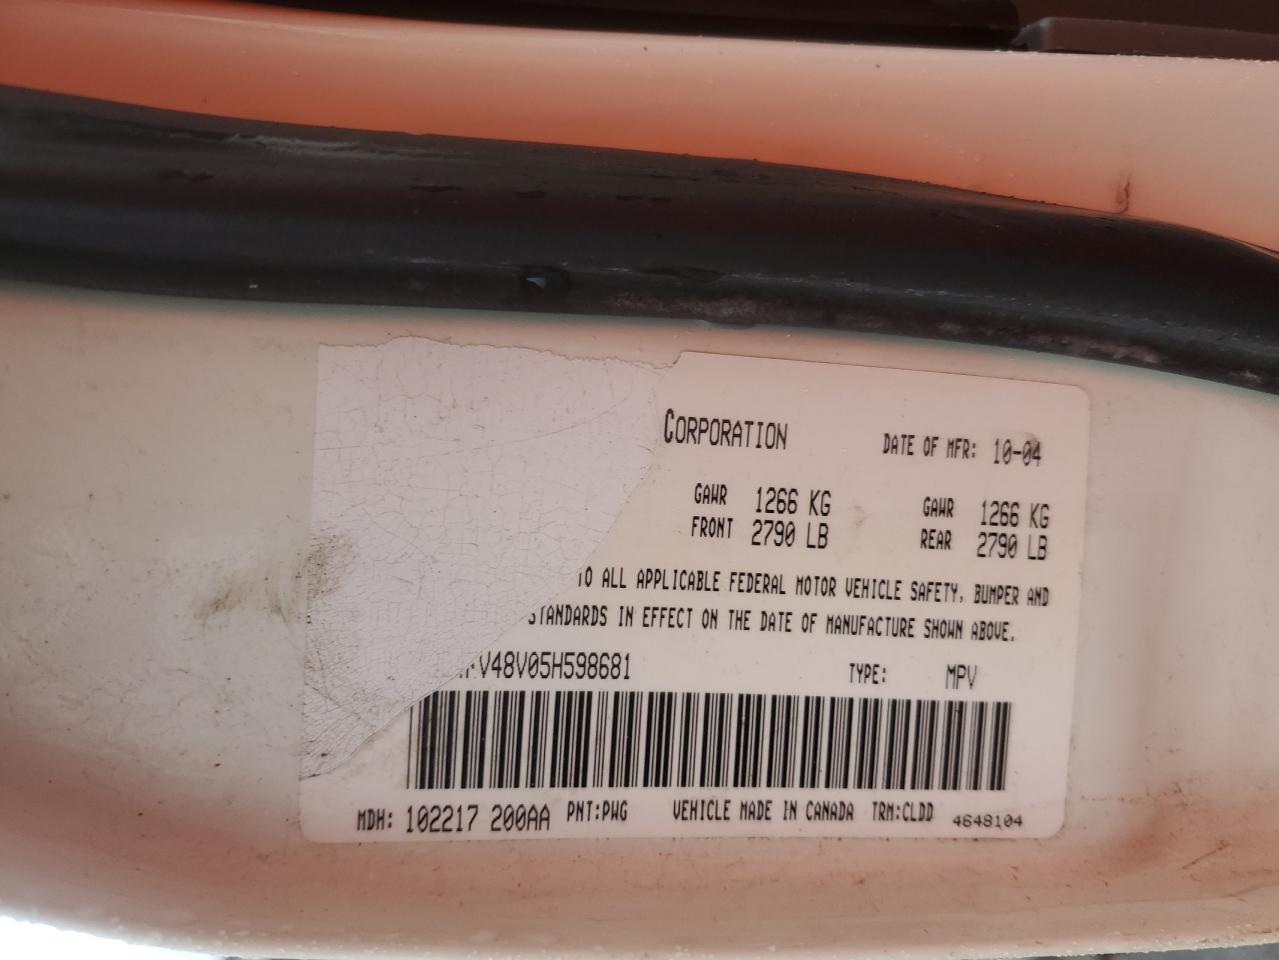 CORPORATION DATE OF MFR: 10-04
GAWR 1266 KG GAWR 1266 KG
FRONT 2790 LB REAR 2790 LB
TO ALL APPLICABLE FEDERAL MOTOR VEHICLE SAFETY, BUMPER AND
STANDARDS IN EFFECT ON THE DATE OF MANUFACTURE SHOWN ABOVE.
V48V05H598681 TYPE: MPV
MDH: 102217 200AA PNT:PWG VEHICLE MADE IN CANADA TRM:CLDD 4648104